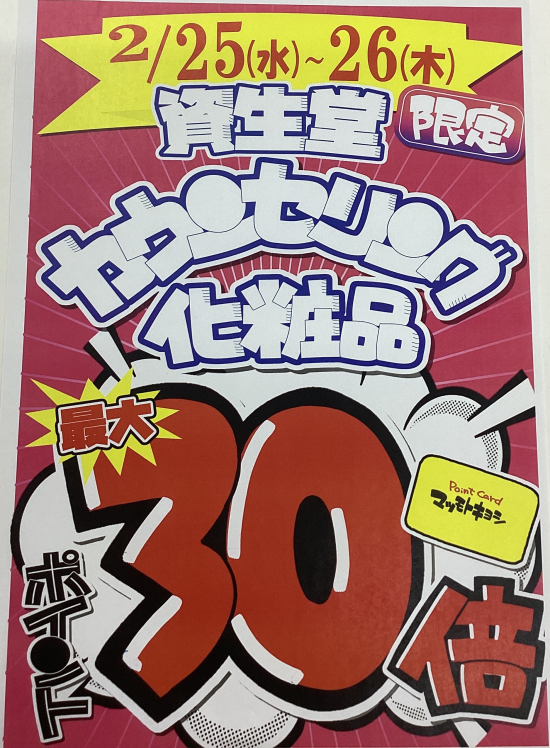 2/25(水)~26(木)
資生堂
限定
カウンセリング
化粧品
最大
30
倍
Point Card
マツモトキヨシ
ポイント